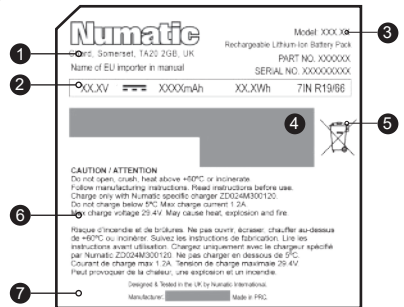 Numatic
Model: XXX X
Rechargeable Lithium-Ion Battery Pack
1
3
Chard, Somerset, TA20 2GB, UK
PART NO. XXXXXX
Name of EU importer in manual
SERIAL NO. XXXXXXXXX
2
XX.XV XXXXmAh XX.XWh 7IN R19/66
4
5
CAUTION / ATTENTION
Do not open, crush, heat above +60°C or incinerate.
Follow manufacturing instructions. Read instructions before use.
Charge only with Numatic specific charger ZD024M300120.
Do not charge below 5°C Max charge current 1.2A.
6
Max charge voltage 29.4V. May cause heat, explosion and fire.
Risque d'incendie et de brûlures. Ne pas ouvrir, écraser, chauffer au-dessus
de +60°C ou incinérer. Suivez les instructions de fabrication. Lire les
instructions avant utilisation. Chargez uniquement avec le chargeur spécifié
par Numatic ZD024M300120 Ne pas charger en dessous de 5°C.
Courant de charge max 1.2A. Tension de charge maximale 29.4V.
Peut provoquer de la chaleur, une explosion et un incendie.
Designed & Tested in the UK by Numatic International.
7
Manufacturer: Made in PRC